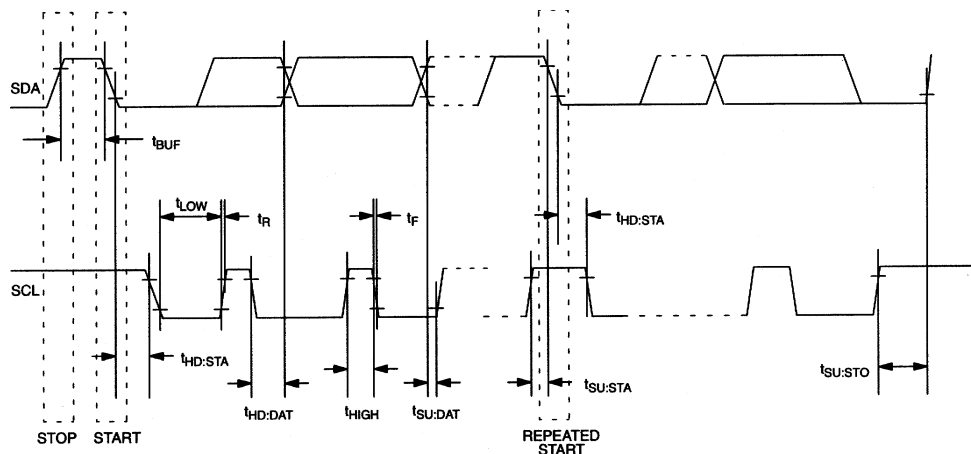 SDA
tBUF
tLOW
tR
tF
tHD:STA
SCL
tHD:STA
tHD:DAT
tHIGH
tSU:DAT
tSU:STA
tSU:STO
STOP
START
REPEATED
START